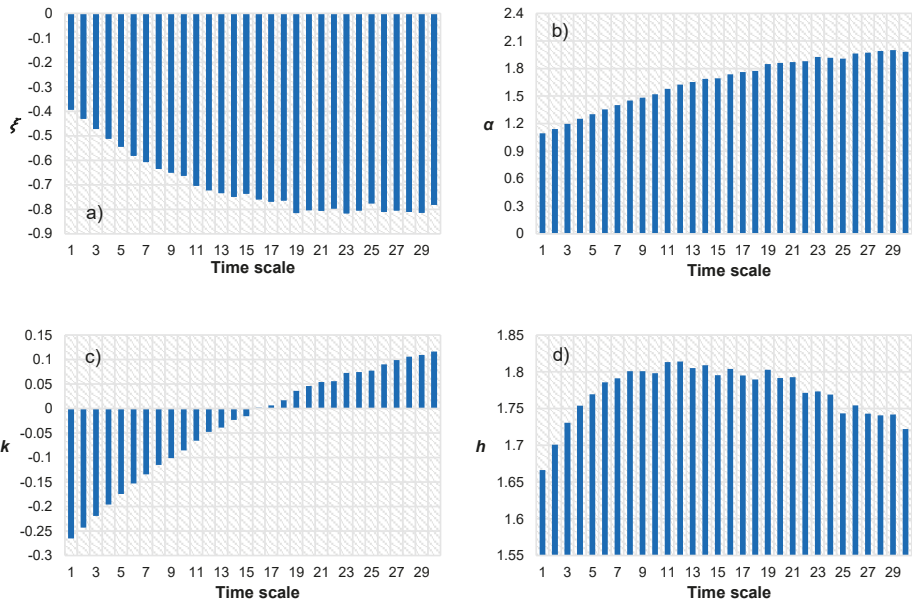 0
-0.1
-0.2
-0.3
-0.4
-0.5
-0.6
-0.7
-0.8
-0.9
ξ
a)
1 3 5 7 9 11 13 15 17 19 21 23 25 27 29
Time scale
2.4
2.1
1.8
1.5
1.2
0.9
0.6
0.3
0
α
b)
1 3 5 7 9 11 13 15 17 19 21 23 25 27 29
Time scale
0.15
0.1
0.05
0
-0.05
-0.1
-0.15
-0.2
-0.25
-0.3
k
c)
1 3 5 7 9 11 13 15 17 19 21 23 25 27 29
Time scale
1.85
1.8
1.75
1.7
1.65
1.6
1.55
h
d)
1 3 5 7 9 11 13 15 17 19 21 23 25 27 29
Time scale